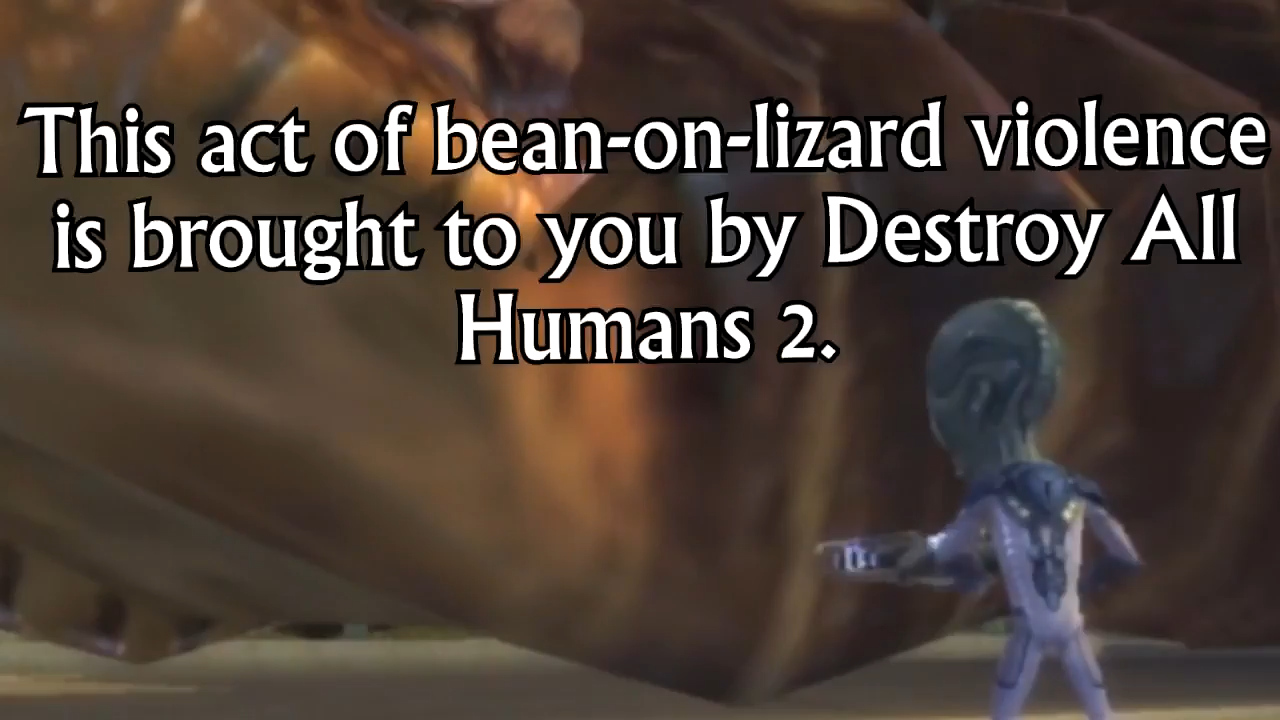 This act of bean-on-lizard violence
is brought to you by Destroy All
Humans 2.